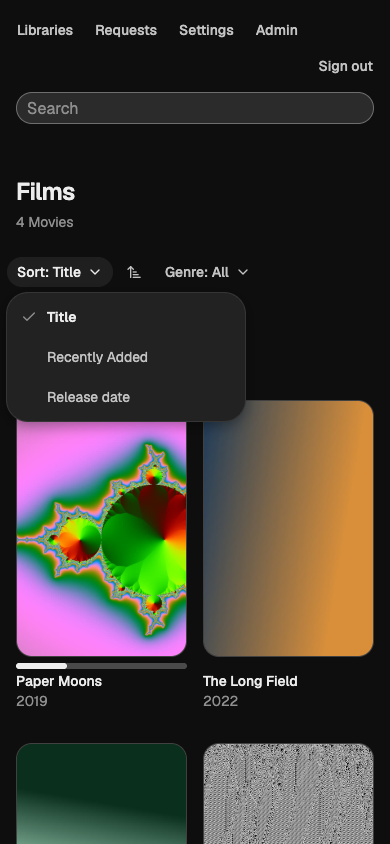 Libraries Requests Settings Admin
Sign out
Search
Films
4 Movies
Sort: Title Genre: All
Title
Recently Added
Release date
Paper Moons The Long Field
2019 2022